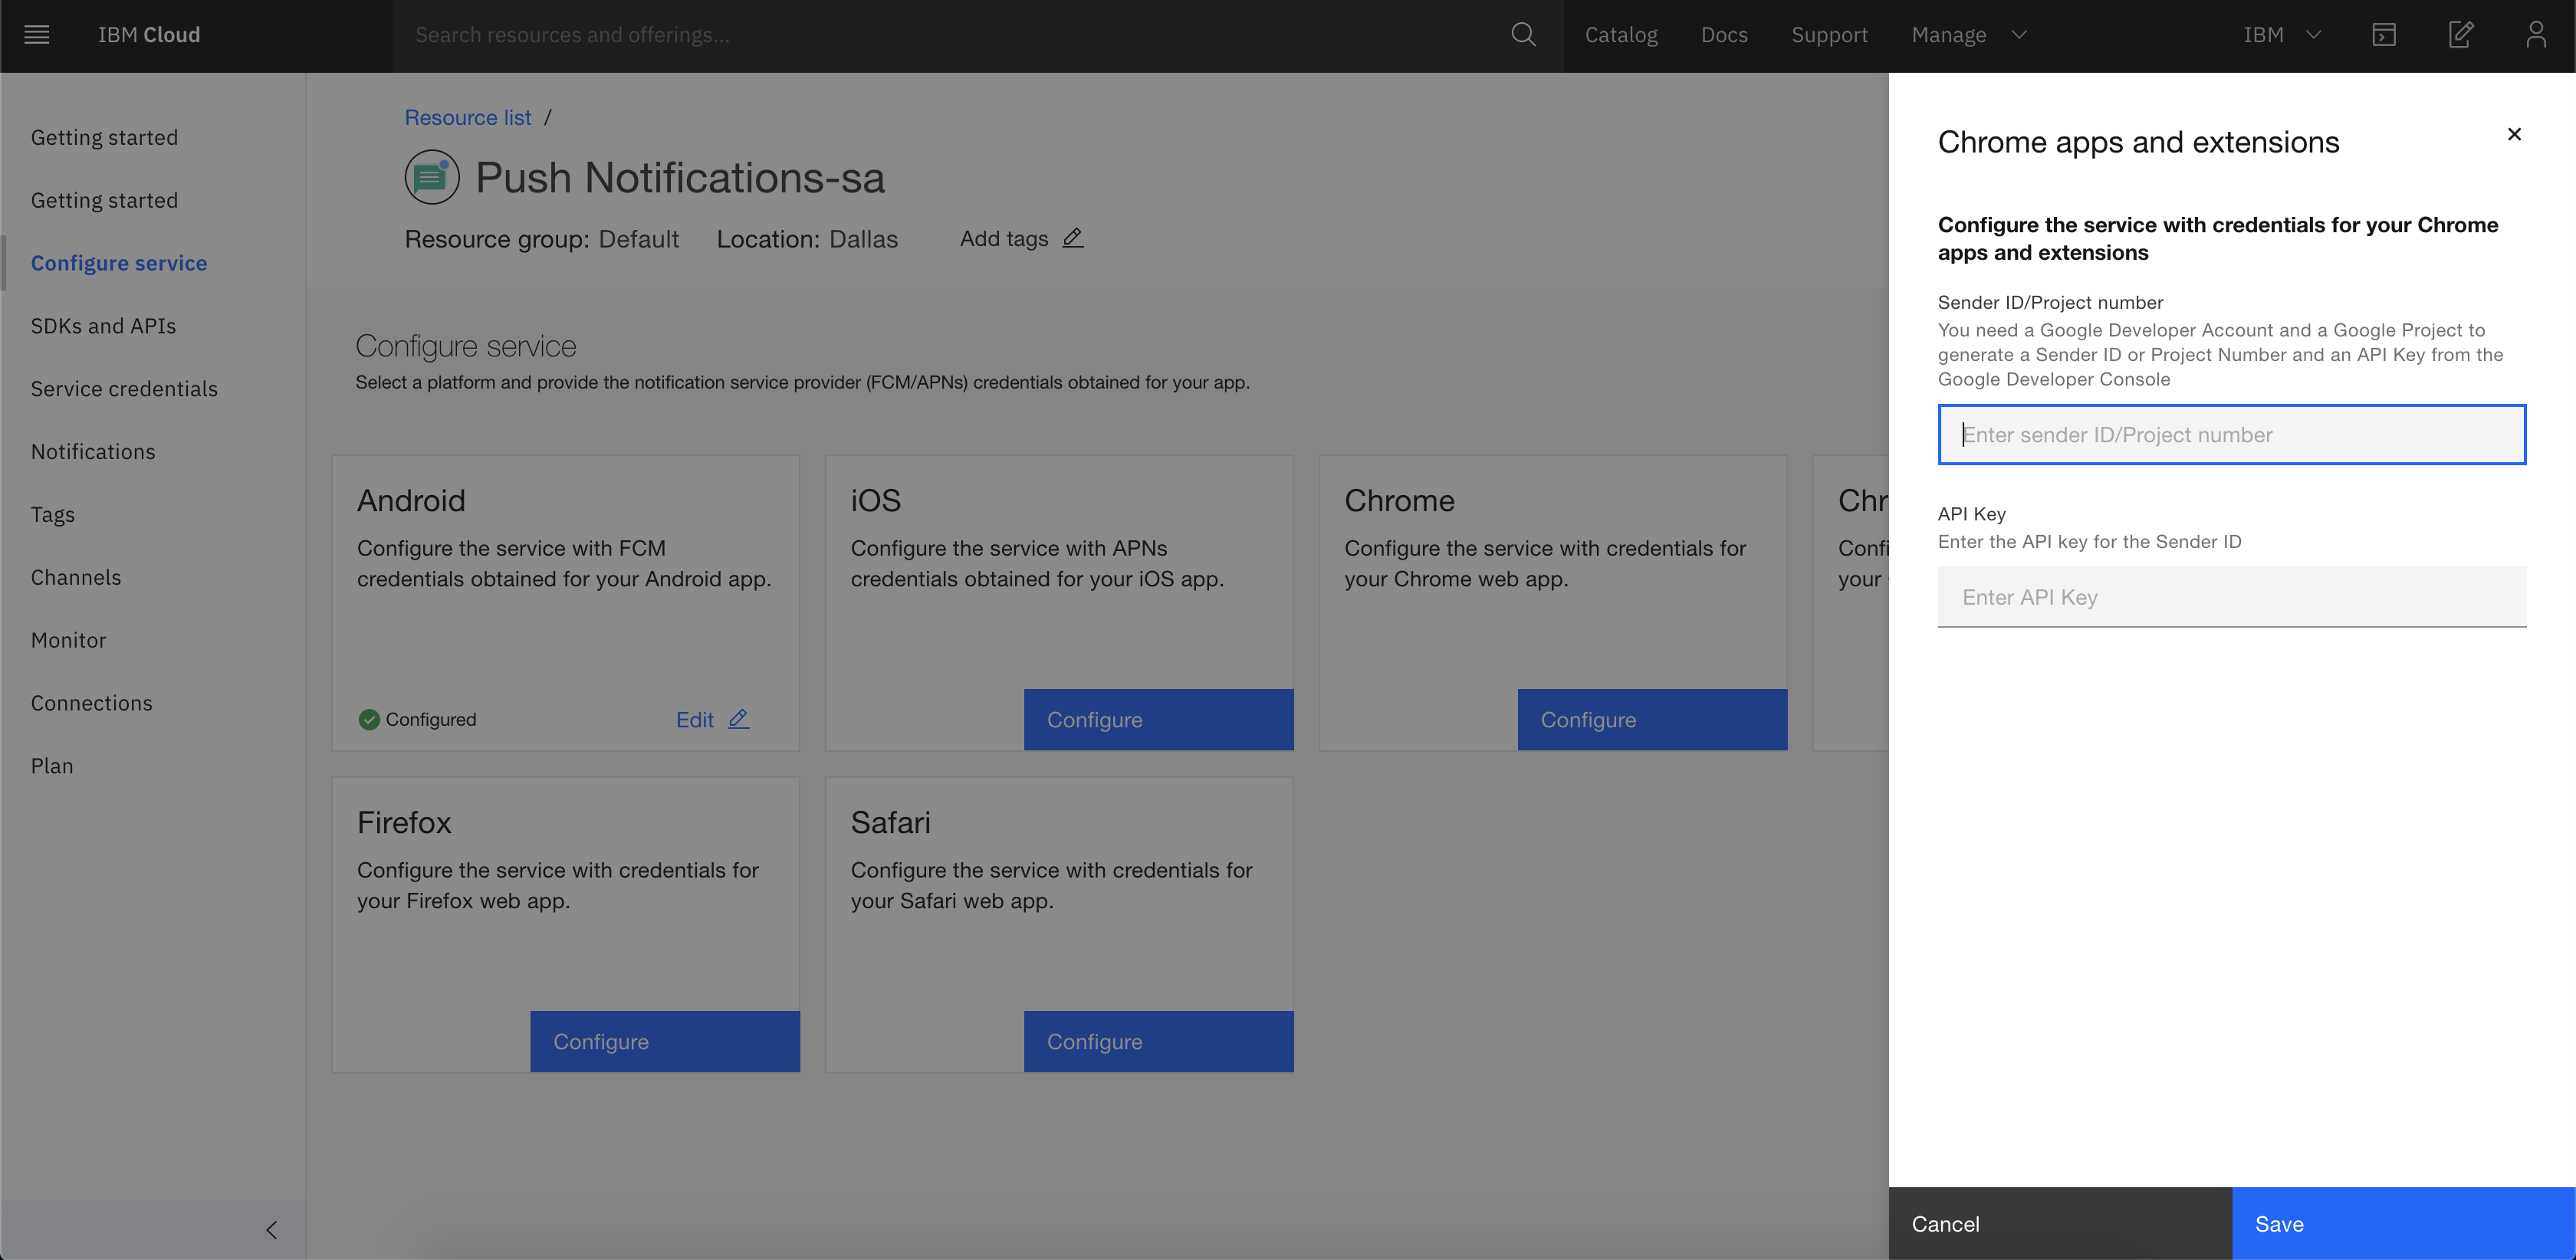 IBM Cloud
Search resources and offerings...
Catalog
Docs
Support
Manage
IBM
Getting started
Getting started
Configure service
SDKs and APIs
Service credentials
Notifications
Tags
Channels
Monitor
Connections
Plan
Resource list /
Push Notifications-sa
Resource group: Default Location: Dallas Add tags
Configure service
Select a platform and provide the notification service provider (FCM/APNs) credentials obtained for your app.
Android
Configure the service with FCM
credentials obtained for your Android app.
Configured
Edit
iOS
Configure the service with APNs
credentials obtained for your iOS app.
Configure
Chrome
Configure the service with credentials for
your Chrome web app.
Configure
Chr
Confi
your
Firefox
Configure the service with credentials for
your Firefox web app.
Configure
Safari
Configure the service with credentials for
your Safari web app.
Configure
Chrome apps and extensions
Configure the service with credentials for your Chrome
apps and extensions
Sender ID/Project number
You need a Google Developer Account and a Google Project to
generate a Sender ID or Project Number and an API Key from the
Google Developer Console
Enter sender ID/Project number
API Key
Enter the API key for the Sender ID
Enter API Key
Cancel
Save